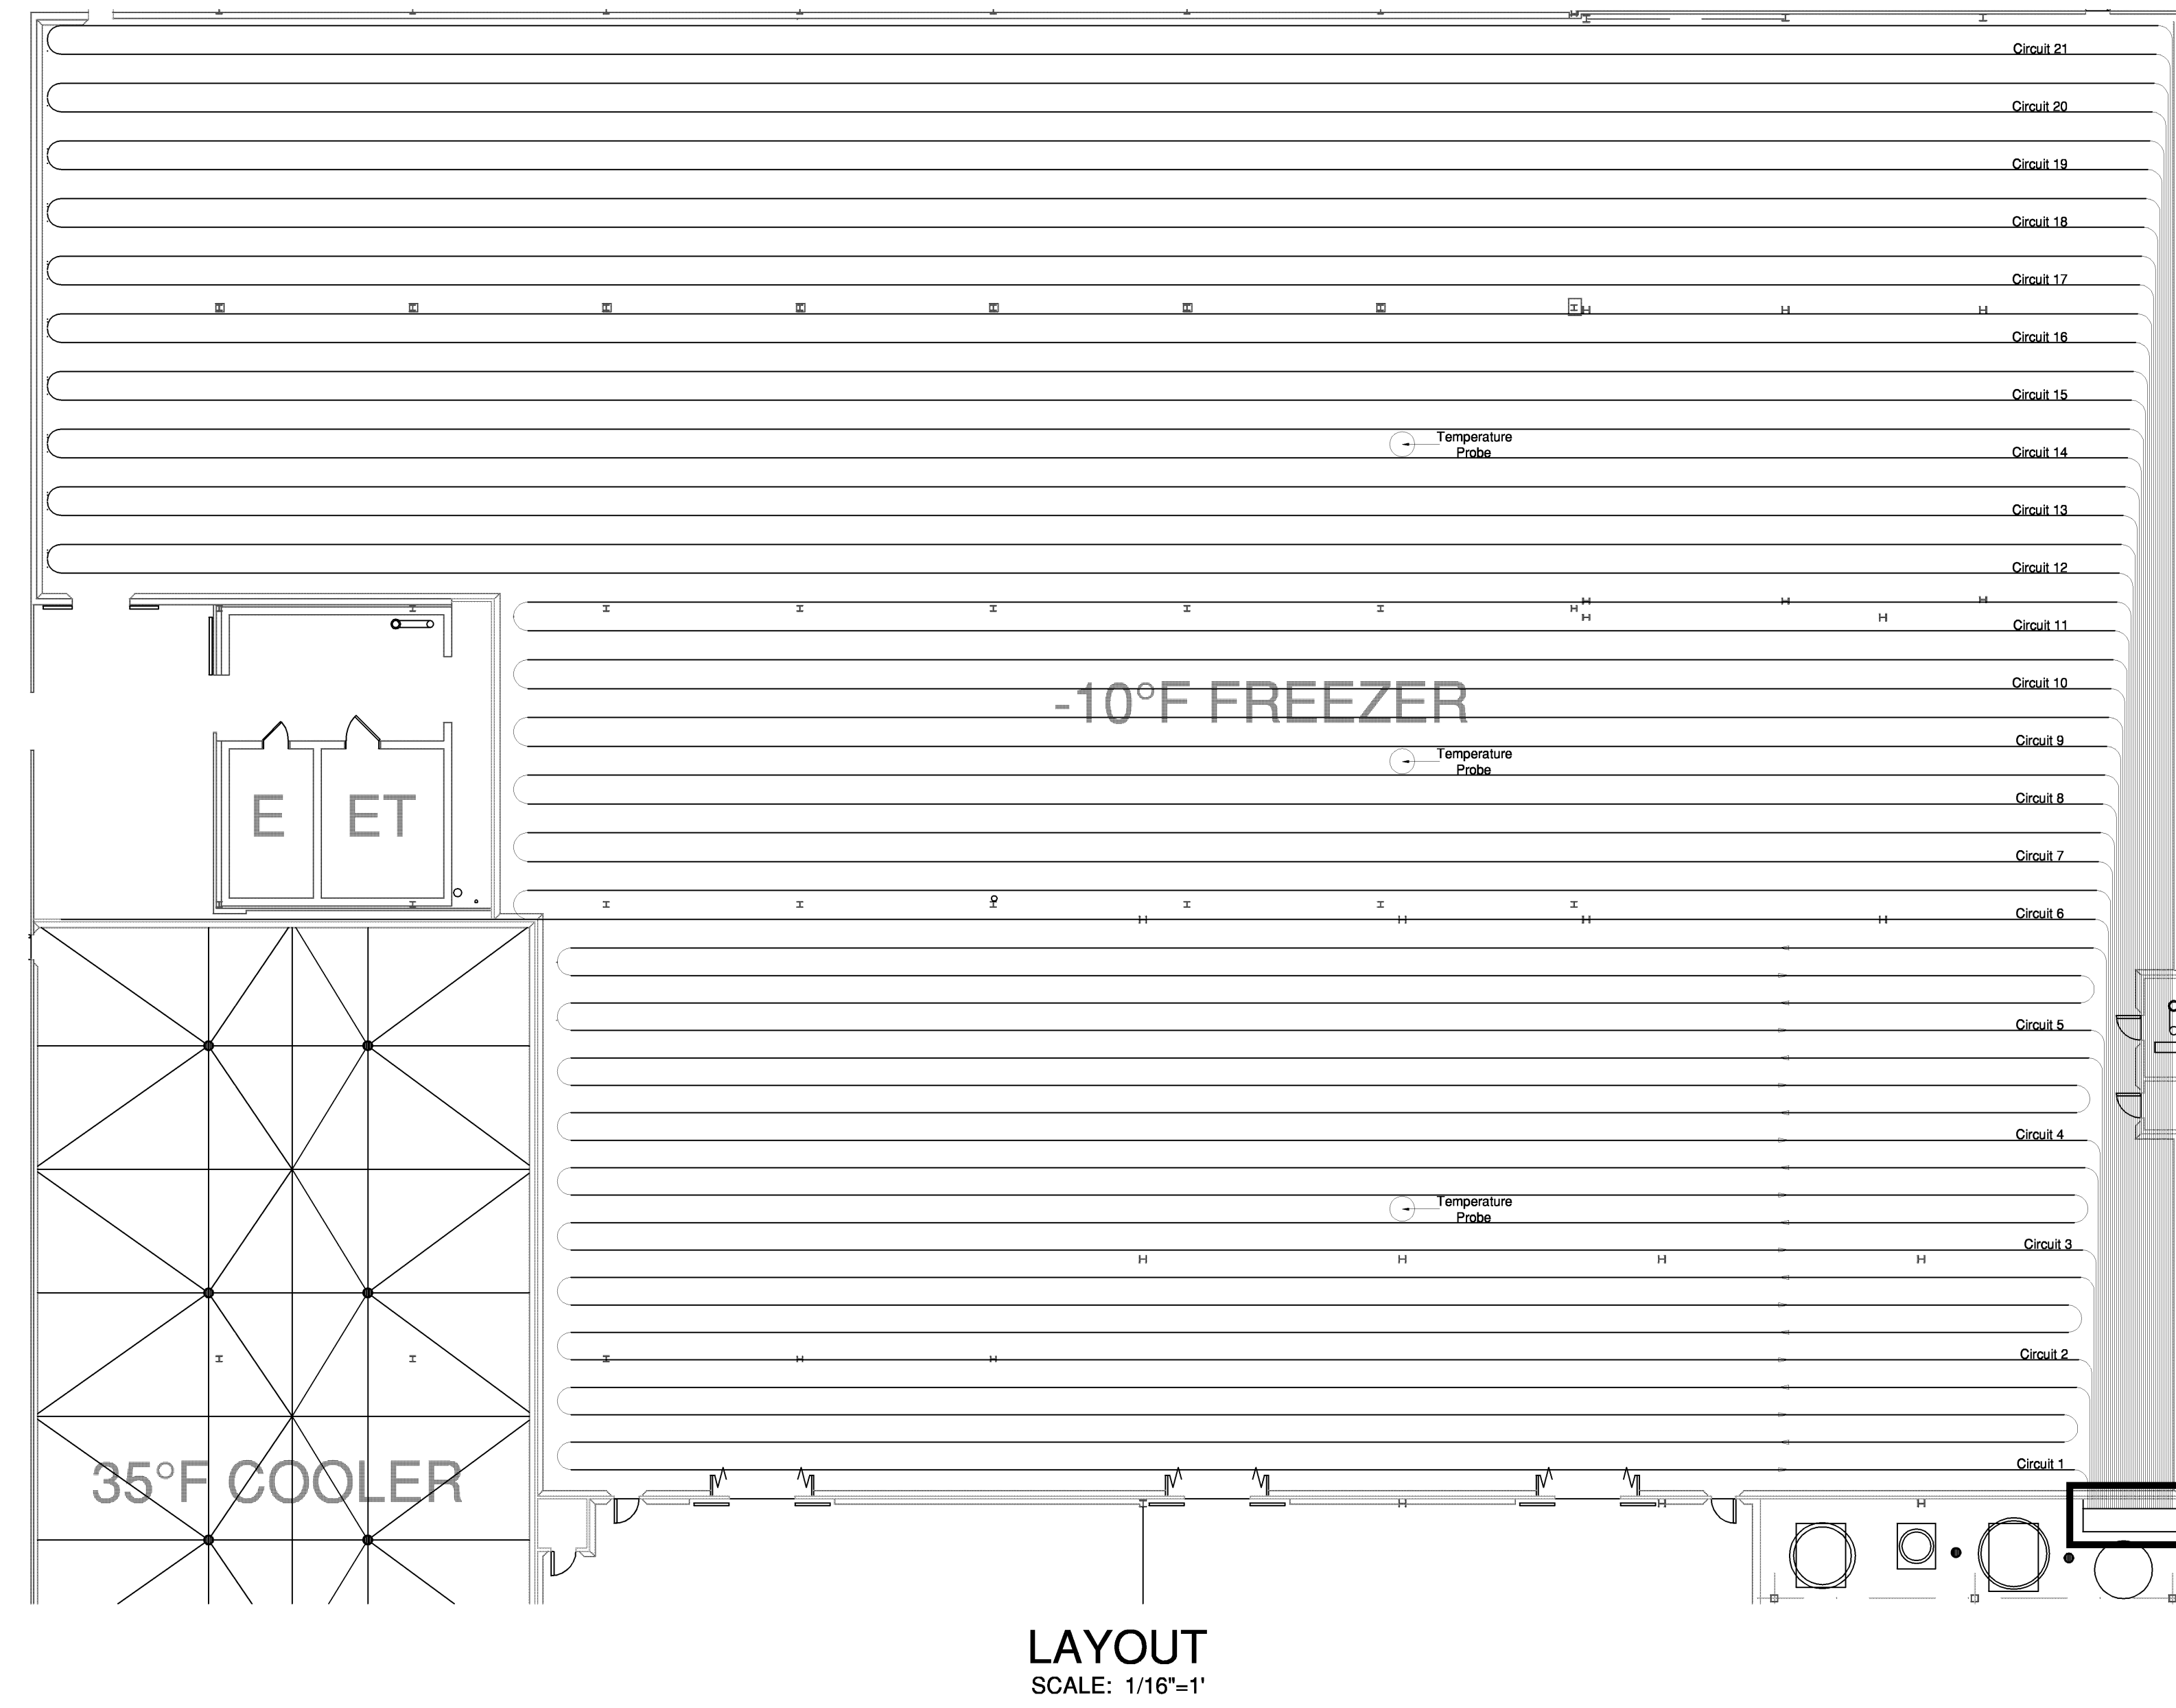 Circuit 21
Circuit 20
Circuit 19
Circuit 18
Circuit 17
Circuit 16
Circuit 15
Temperature
Probe
Circuit 14
Circuit 13
Circuit 12
Circuit 11
-10°F FREEZER
Circuit 10
Circuit 9
Temperature
Probe
Circuit 8
E ET
Circuit 7
Circuit 6
Circuit 5
Circuit 4
Temperature
Probe
Circuit 3
Circuit 2
Circuit 1
35°F COOLER
LAYOUT
SCALE: 1/16"=1'